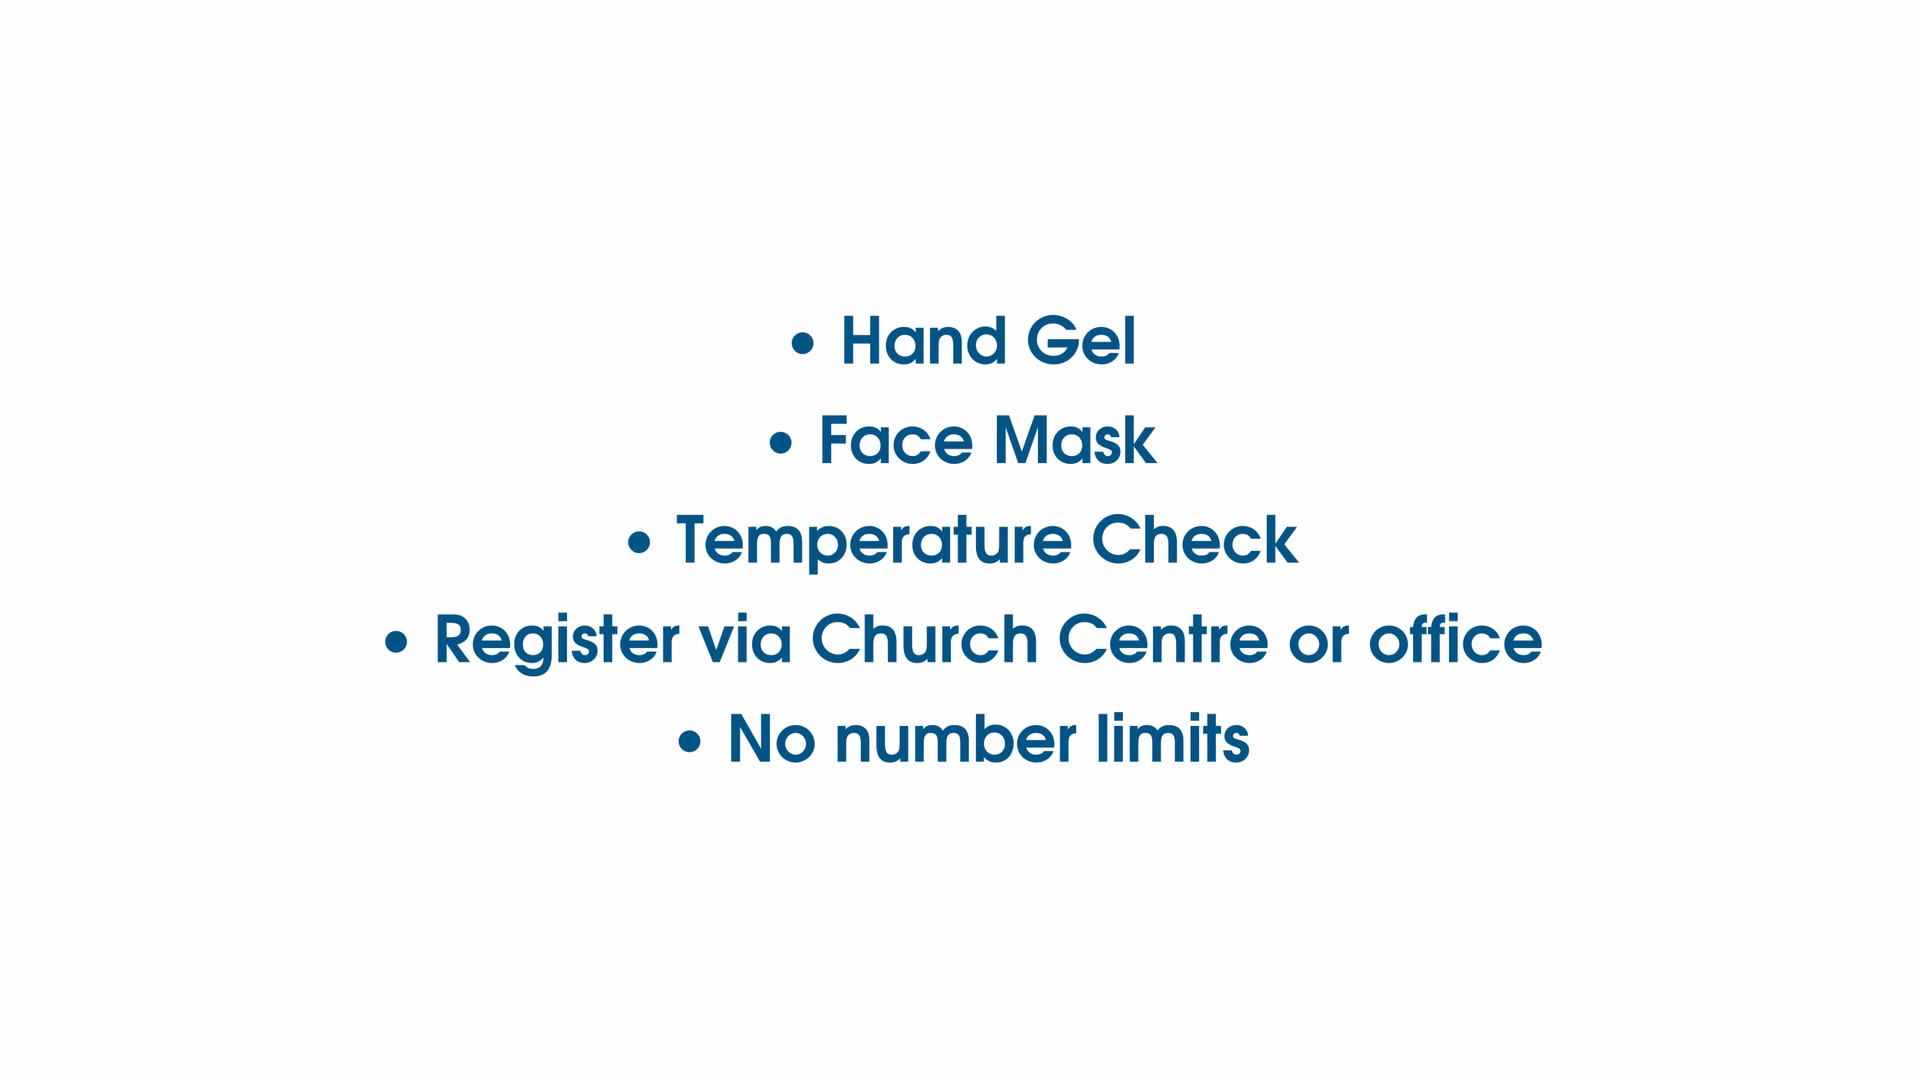 • Hand Gel
• Face Mask
• Temperature Check
• Register via Church Centre or office
• No number limits